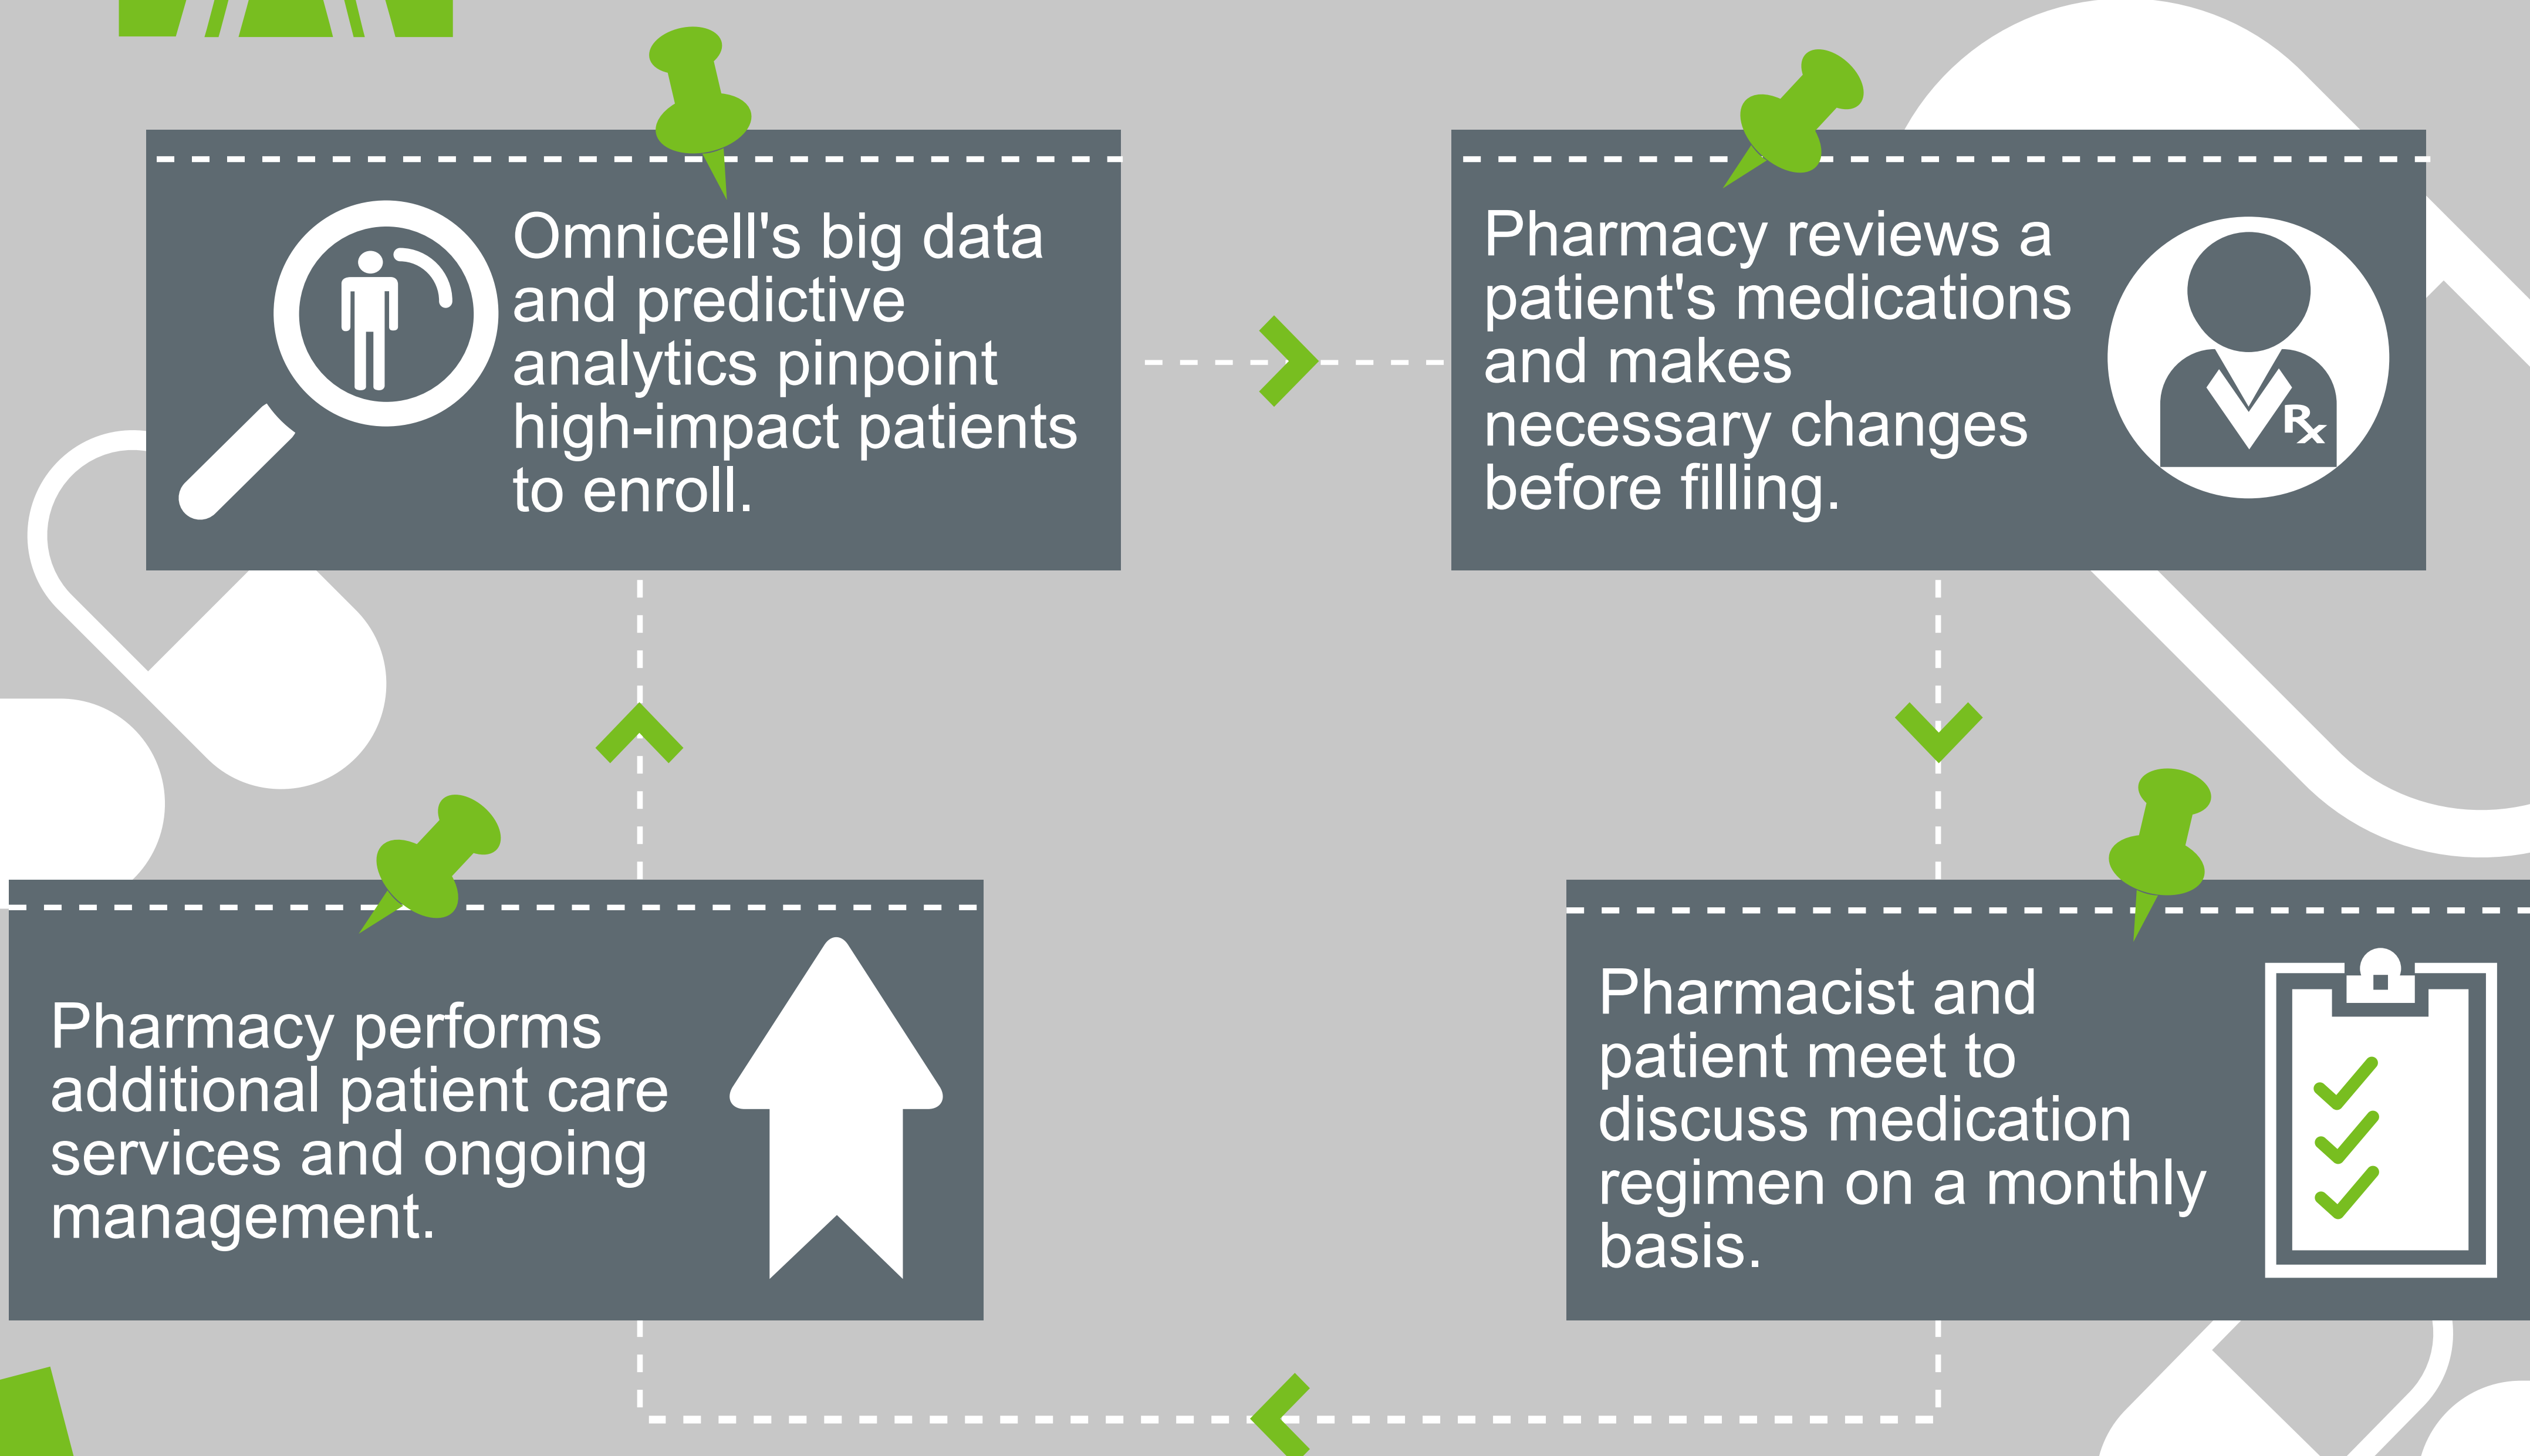 Omnicell's big data
and predictive
analytics pinpoint
high-impact patients
to enroll.
Pharmacy reviews a
patient's medications
and makes
necessary changes
before filling.
Rx
Pharmacist and
patient meet to
discuss medication
regimen on a monthly
basis.
Pharmacy performs
additional patient care
services and ongoing
management.